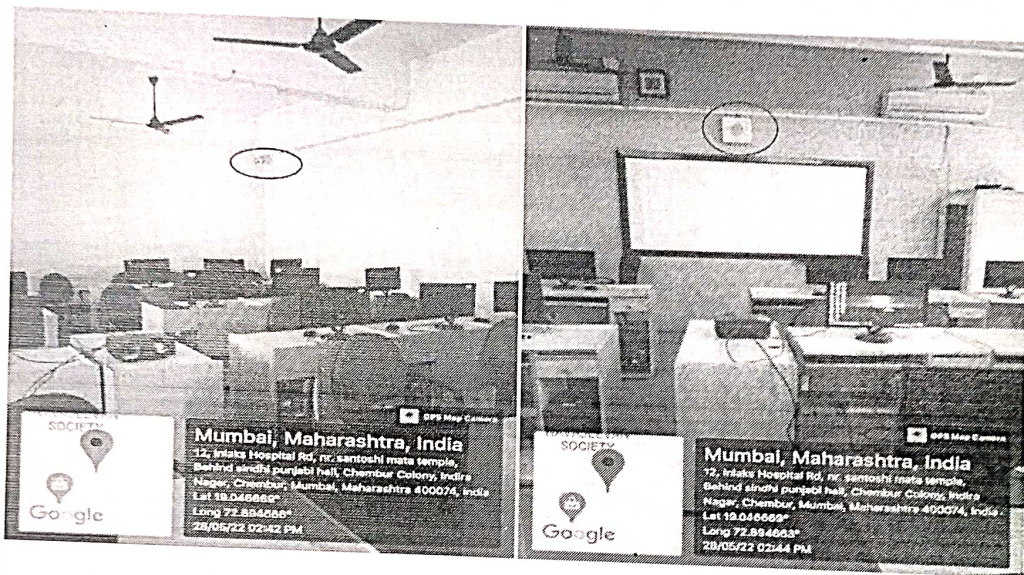 GPS Map Camera
SOCIETY
Google
Mumbai, Maharashtra, India
12, Inlaks Hospital Rd, nr. santoshi mata temple,
Behind sindhi punjabi hall, Chembur Colony, Indira
Nagar, Chembur, Mumbai, Maharashtra 400074, India
Lat 19.046669°
Long 72.894666°
28/05/22 02:42 PM
GPS Map Camera
SOCIETY
Google
Mumbai, Maharashtra, India
12, Inlaks Hospital Rd, nr. santoshi mata temple,
Behind sindhi punjabi hall, Chembur Colony, Indira
Nagar, Chembur, Mumbai, Maharashtra 400074, India.
Lat 19.046669°
Long 72.894663°
28/05/22 02:44 PM